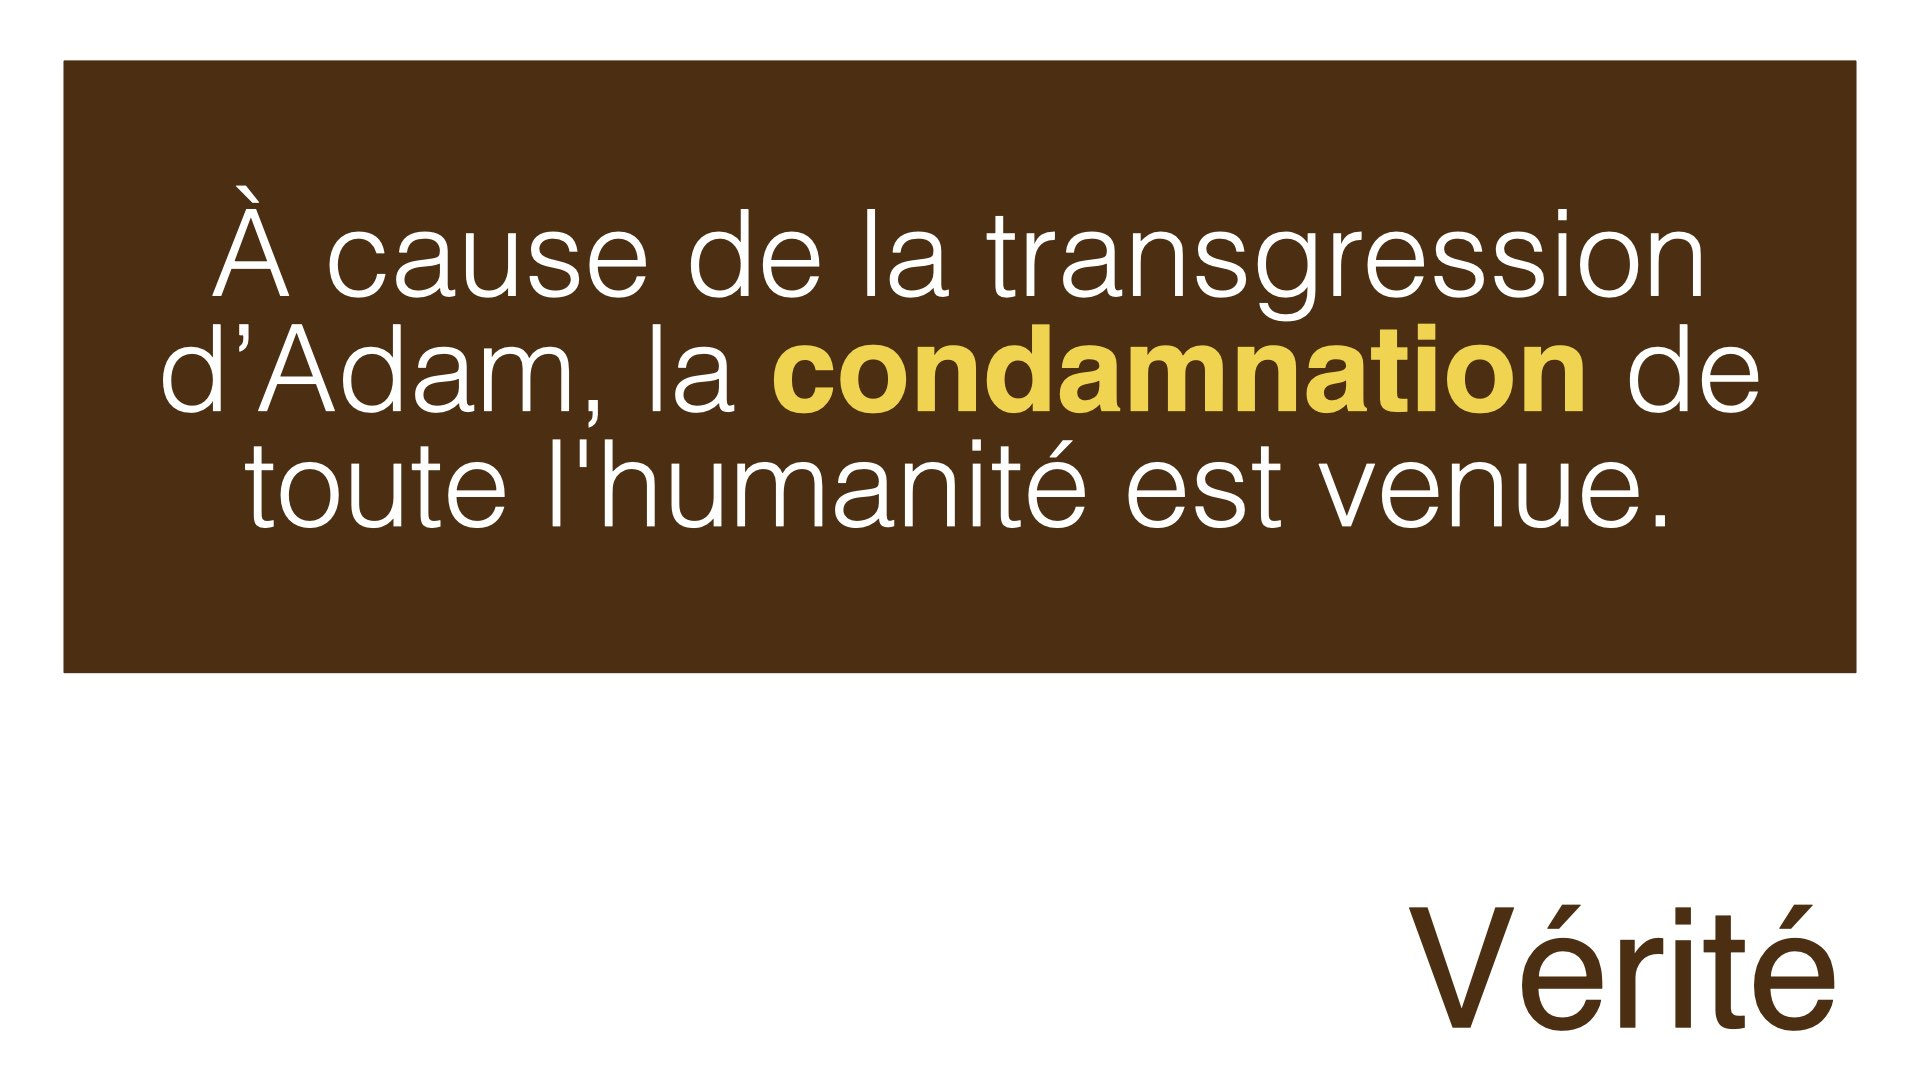 À cause de la transgression
d’Adam, la condamnation de
toute l'humanité est venue.
Vérité